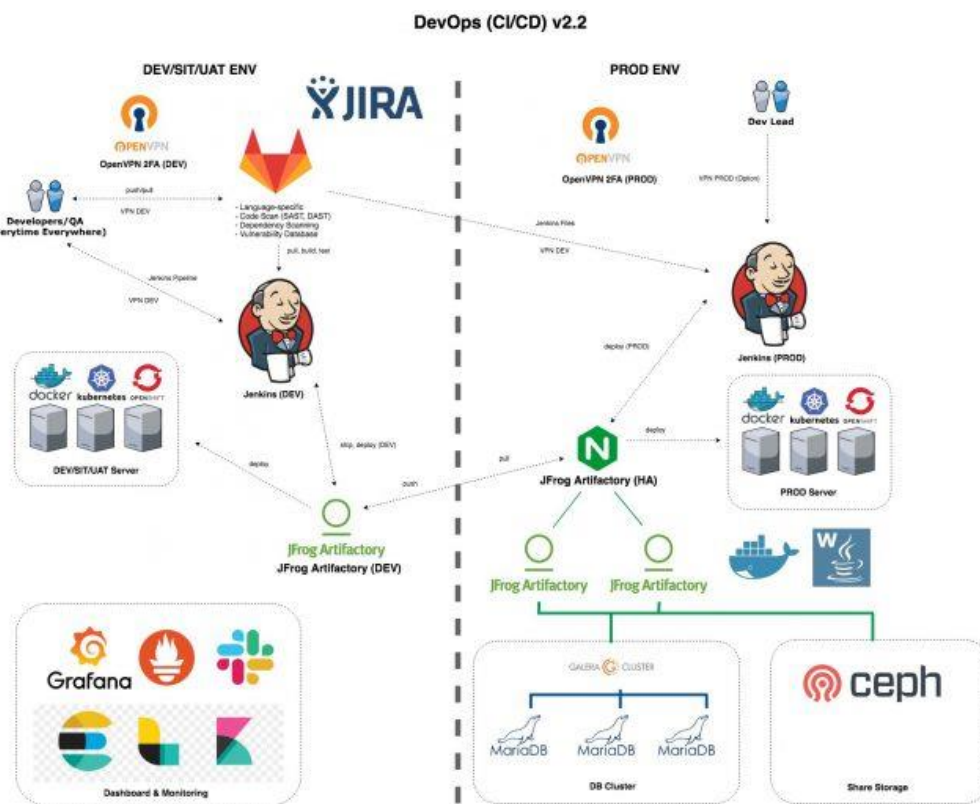 DevOps (CI/CD) v2.2
DEV/SIT/UAT ENV
JIRA
OPENVPN
OpenVPN 2FA (DEV)
push/pull
VPN DEV
Developers/QA
erytime Everywhere)
- Language-specific
- Code Scan (SAST, DAST)
- Dependency Scanning
- Vulnerability Database
pull, build, test
Jenkins Pipeline
VPN DEV
Jenkins (DEV)
docker
kubernetes
OPENSHIFT
DEV/SIT/UAT Server
deploy
deploy (DEV)
push
JFrog Artifactory
JFrog Artifactory (DEV)
Grafana
Dashboard & Monitoring
PROD ENV
Dev Lead
OPENVPN
OpenVPN 2FA (PROD)
VPN PROD (Option)
Jenkins Files
VPN DEV
Jenkins (PROD)
deploy (PROD)
docker
kubernetes
OPENSHIFT
PROD Server
deploy
pull
N
JFrog Artifactory (HA)
JFrog Artifactory
JFrog Artifactory
W
GALERA CLUSTER
MariaDB
MariaDB
MariaDB
DB Cluster
ceph
Share Storage